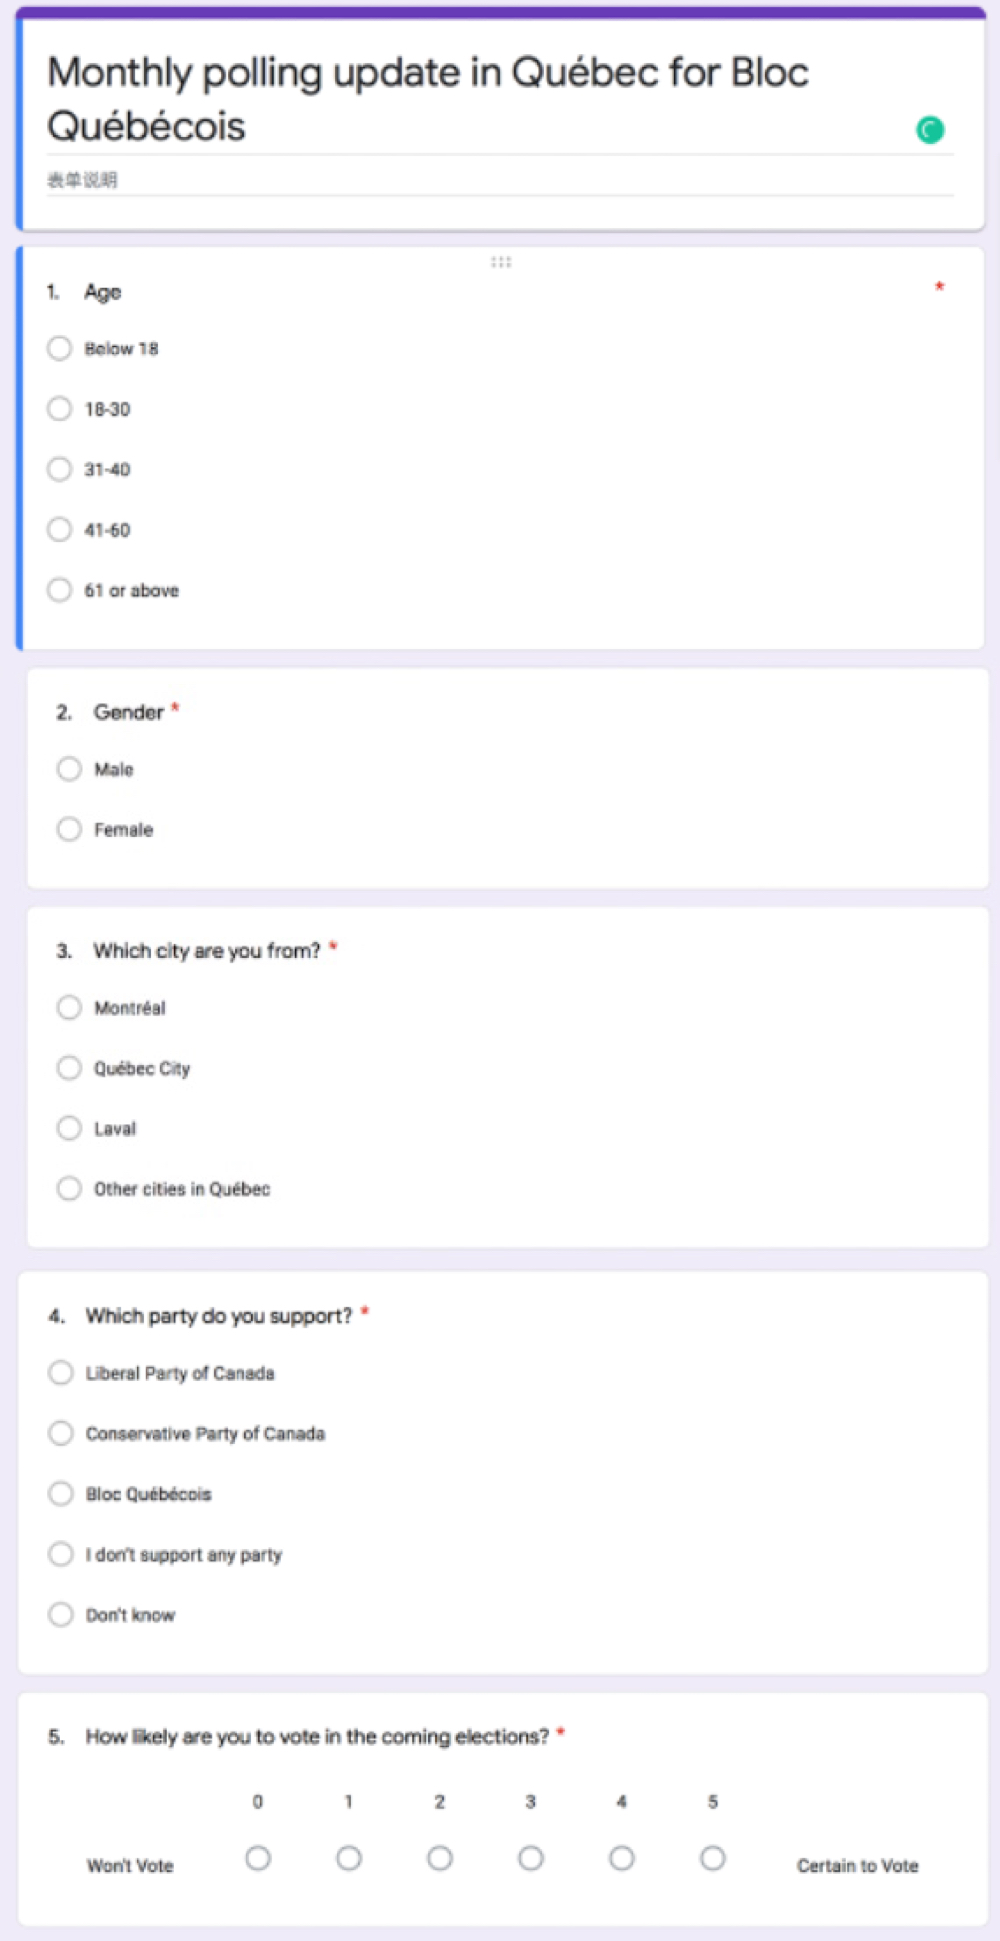 Monthly polling update in Québec for Bloc
Québécois
表单说明
1. Age *
Below 18
18-30
31-40
41-60
61 or above
2. Gender *
Male
Female
3. Which city are you from? *
Montréal
Québec City
Laval
Other cities in Québec
4. Which party do you support? *
Liberal Party of Canada
Conservative Party of Canada
Bloc Québécois
I don't support any party
Don't know
5. How likely are you to vote in the coming elections? *
0 1 2 3 4 5
Won't Vote Certain to Vote